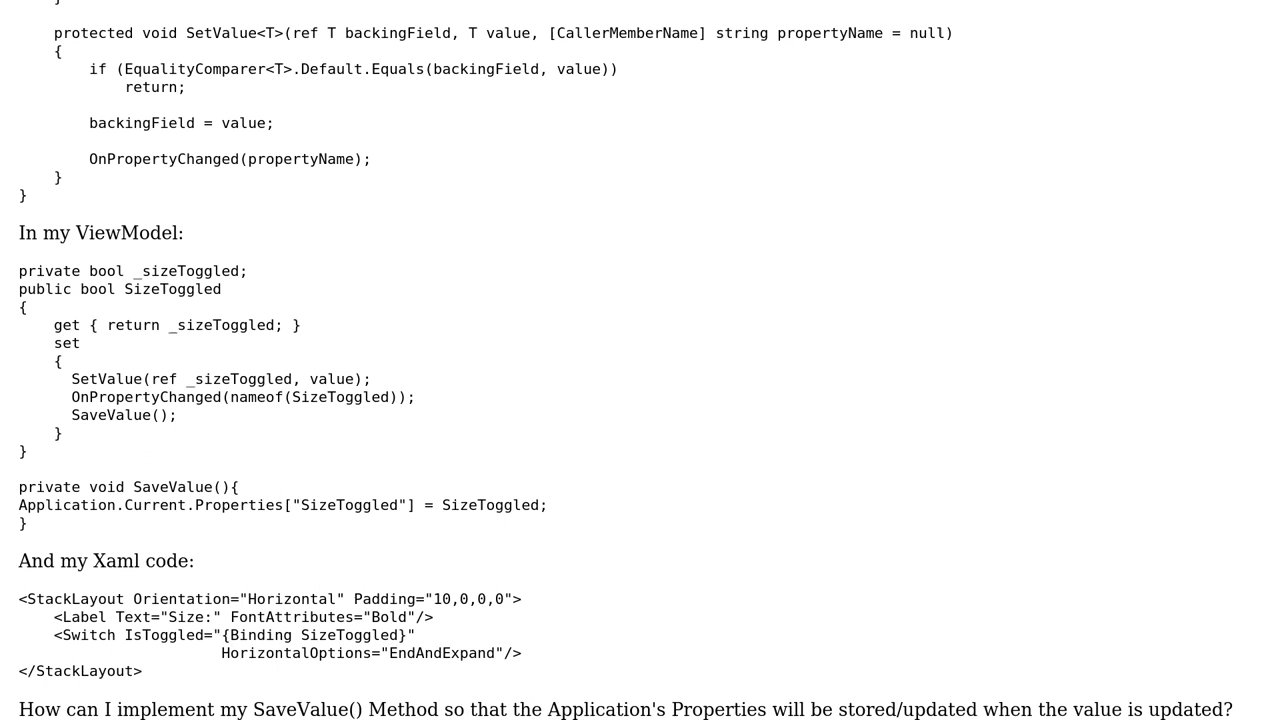 }
    protected void SetValue<T>(ref T backingField, T value, [CallerMemberName] string propertyName = null)
    {
        if (EqualityComparer<T>.Default.Equals(backingField, value))
            return;

        backingField = value;

        OnPropertyChanged(propertyName);
    }
}
In my ViewModel:
private bool _sizeToggled;
public bool SizeToggled
{
    get { return _sizeToggled; }
    set
    {
      SetValue(ref _sizeToggled, value);
      OnPropertyChanged(nameof(SizeToggled));
      SaveValue();
    }
}

private void SaveValue(){
Application.Current.Properties["SizeToggled"] = SizeToggled;
}
And my Xaml code:
<StackLayout Orientation="Horizontal" Padding="10,0,0,0">
    <Label Text="Size:" FontAttributes="Bold"/>
    <Switch IsToggled="{Binding SizeToggled}"
                       HorizontalOptions="EndAndExpand"/>
</StackLayout>
How can I implement my SaveValue() Method so that the Application's Properties will be stored/updated when the value is updated?